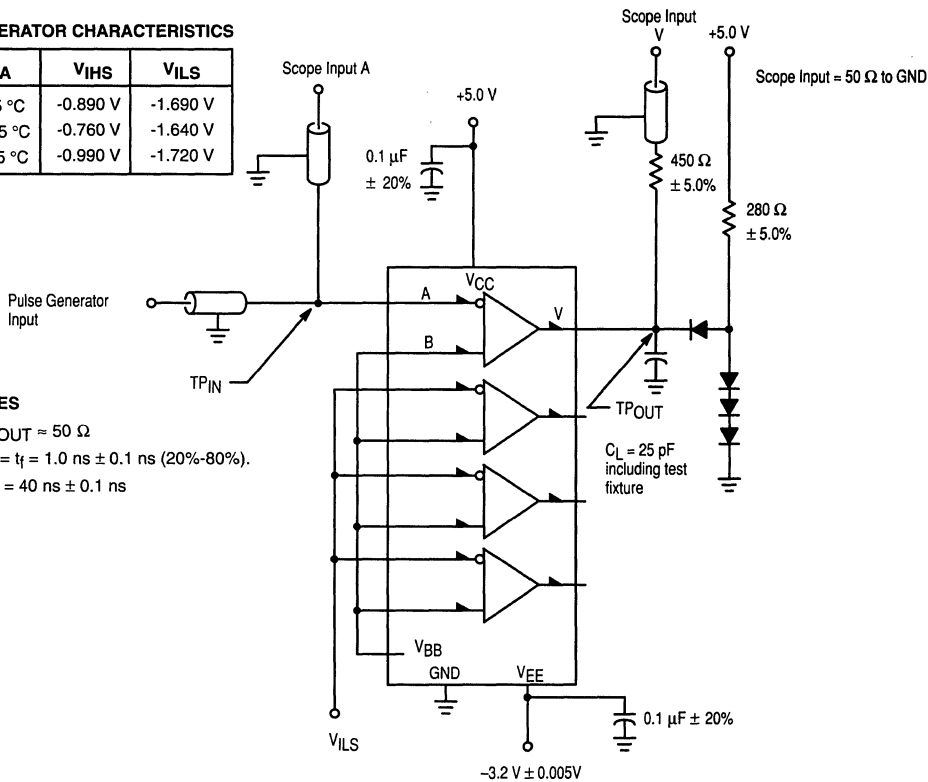 ERATOR CHARACTERISTICS
A VIHS VILS
5 °C -0.890 V -1.690 V
5 °C -0.760 V -1.640 V
5 °C -0.990 V -1.720 V
Scope Input A
+5.0 V
0.1 µF
± 20%
Scope Input
V
+5.0 V
Scope Input = 50 Ω to GND
450 Ω
± 5.0%
280 Ω
± 5.0%
Pulse Generator
Input
VCC
A
B
V
TPIN
TPOUT
CL = 25 pF
including test
fixture
ES
OUT ≈ 50 Ω
= tf = 1.0 ns ± 0.1 ns (20%-80%).
= 40 ns ± 0.1 ns
VBB
GND
VEE
VILS
0.1 µF ± 20%
–3.2 V ± 0.005V